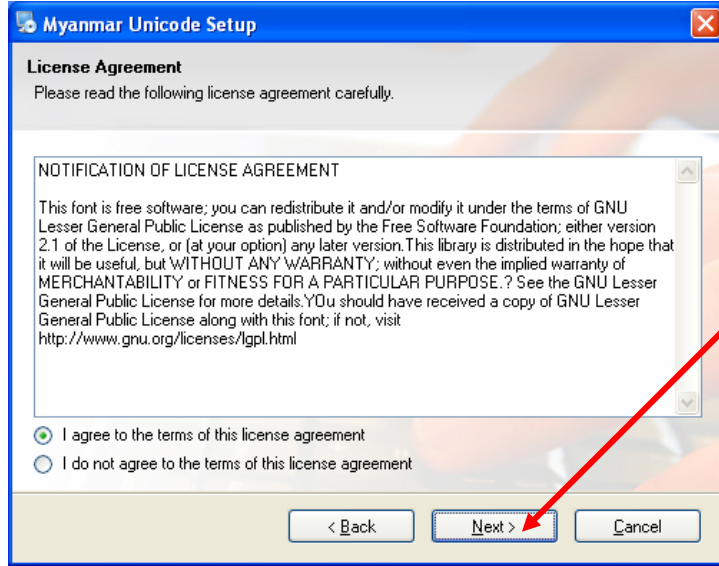 Myanmar Unicode Setup
License Agreement
Please read the following license agreement carefully.
NOTIFICATION OF LICENSE AGREEMENT
This font is free software; you can redistribute it and/or modify it under the terms of GNU
Lesser General Public License as published by the Free Software Foundation; either version
2.1 of the License, or (at your option) any later version.This library is distributed in the hope that
it will be useful, but WITHOUT ANY WARRANTY; without even the implied warranty of
MERCHANTABILITY or FITNESS FOR A PARTICULAR PURPOSE.? See the GNU Lesser
General Public License for more details.YOu should have received a copy of GNU Lesser
General Public License along with this font; if not, visit
http://www.gnu.org/licenses/lgpl.html
I agree to the terms of this license agreement
I do not agree to the terms of this license agreement
< Back Next > Cancel